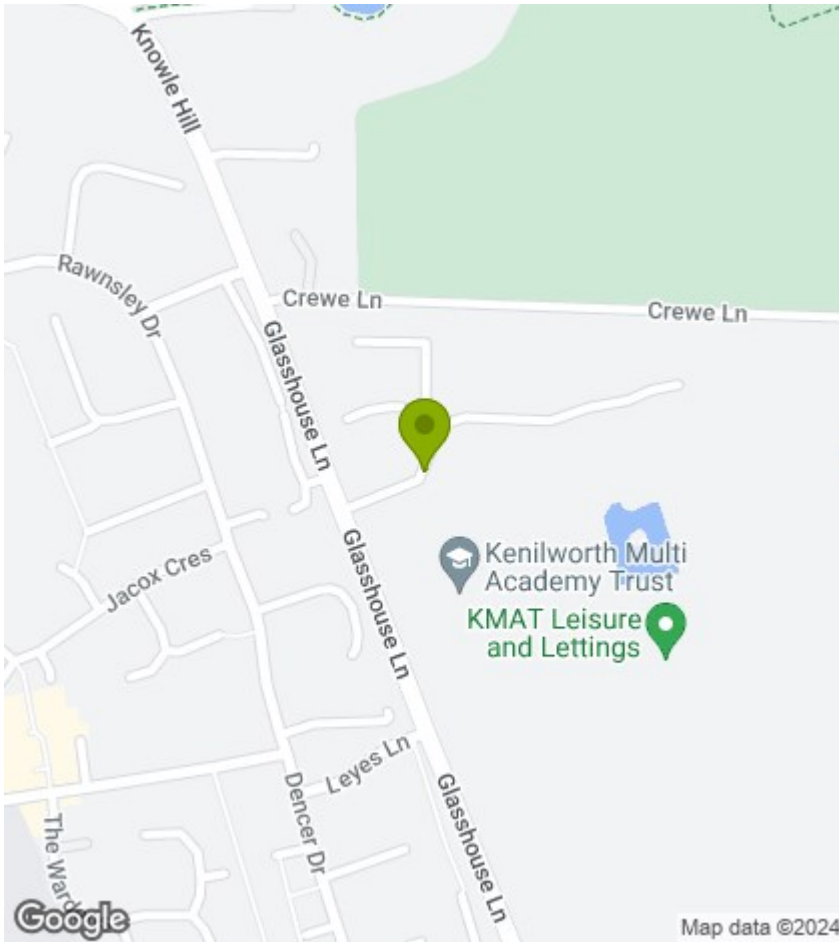 Knowle Hill
Rawnsley Dr
Crewe Ln
Crewe Ln
Glasshouse Ln
Jacox Cres
Glasshouse Ln
Kenilworth Multi
Academy Trust
KMAT Leisure
and Lettings
Leyes Ln
Glasshouse Ln
Dencer Dr
The Ward
Google
Map data ©2024